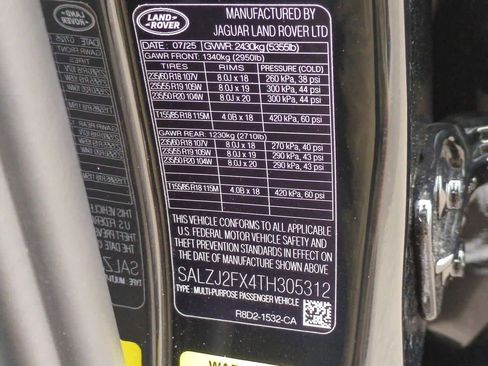 LAND
ROVER
MANUFACTURED BY
JAGUAR LAND ROVER LTD
DATE: 07/25 GVWR: 2430kg (5355lb)
GAWR FRONT: 1340kg (2950lb)
TIRES RIMS PRESSURE (COLD)
235/60 R18 107V 8.0J x 18 260 kPa, 38 psi
235/55 R19 105W 8.0J x 19 300 kPa, 44 psi
235/50 R20 104W 8.0J x 20 300 kPa, 44 psi
T155/85 R18 115M 4.0B x 18 420 kPa, 60 psi
GAWR REAR: 1230kg (2710lb)
235/60 R18 107V 8.0J x 18 270 kPa, 40 psi
235/55 R19 105W 8.0J x 19 290 kPa, 43 psi
235/50 R20 104W 8.0J x 20 290 kPa, 43 psi
T155/85 R18 115M 4.0B x 18 420 kPa, 60 psi
THIS VEHICLE CONFORMS TO ALL APPLICABLE
U.S. FEDERAL MOTOR VEHICLE SAFETY AND
THEFT PREVENTION STANDARDS IN EFFECT ON
THE DATE OF MANUFACTURE SHOWN ABOVE
SALZJ2FX4TH305312
TYPE : MULTI-PURPOSE PASSENGER VEHICLE
R8D2-1532-CA